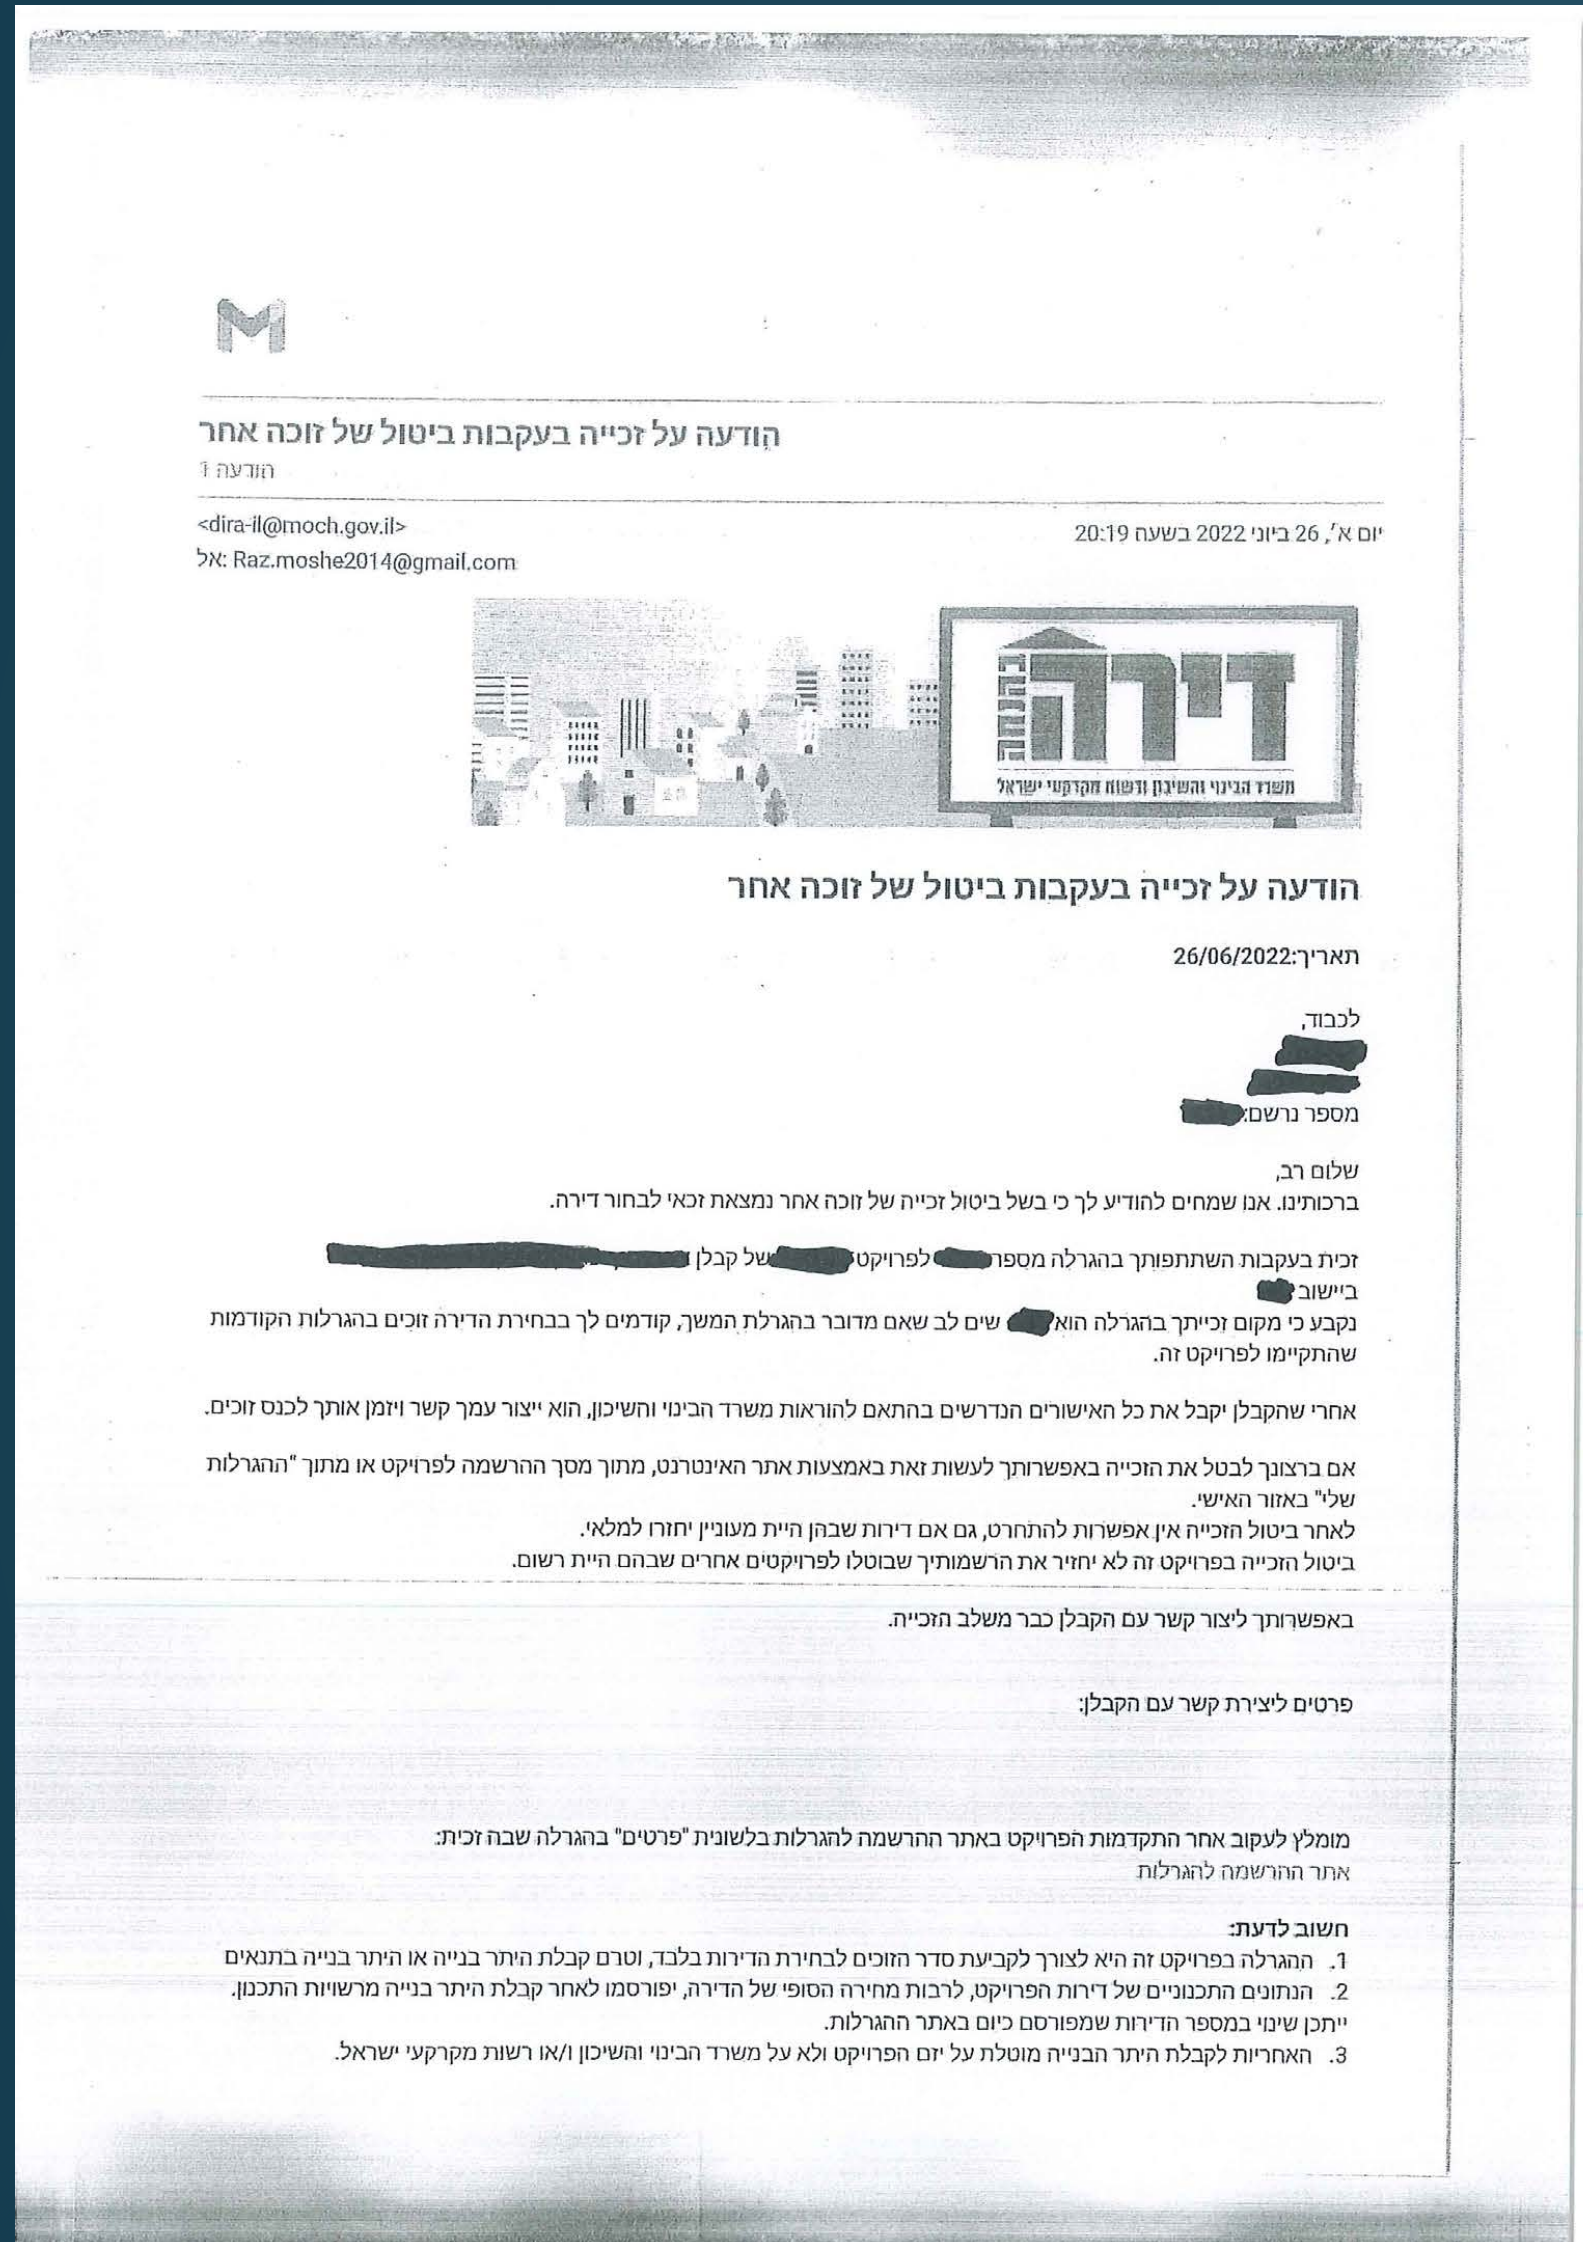 M
הודעה על זכייה בעקבות ביטול של זוכה אחר
הודעה 1
<dira-il@moch.gov.il>
יום א׳, 26 ביוני 2022 בשעה 20:19
אל: Raz.moshe2014@gmail.com
דירה
משרד הבינוי והשיכון ורשות מקרקעי ישראל
הודעה על זכייה בעקבות ביטול של זוכה אחר
תאריך:26/06/2022
לכבוד,
מספר נרשם:
שלום רב,
ברכותינו. אנו שמחים להודיע לך כי בשל ביטול זכייה של זוכה אחר נמצאת זכאי לבחור דירה.
זכית בעקבות השתתפותך בהגרלה מספר לפרויקט של קבלן
ביישוב
נקבע כי מקום זכייתך בהגרלה הוא שים לב שאם מדובר בהגרלת המשך, קודמים לך בבחירת הדירה זוכים בהגרלות הקודמות
שהתקיימו לפרויקט זה.
אחרי שהקבלן יקבל את כל האישורים הנדרשים בהתאם להוראות משרד הבינוי והשיכון, הוא ייצור עמך קשר ויזמן אותך לכנס זוכים.
אם ברצונך לבטל את הזכייה באפשרותך לעשות זאת באמצעות אתר האינטרנט, מתוך מסך ההרשמה לפרויקט או מתוך "ההגרלות
שלי" באזור האישי.
לאחר ביטול הזכייה אין אפשרות להתחרט, גם אם דירות שבהן היית מעוניין יחזרו למלאי.
ביטול הזכייה בפרויקט זה לא יחזיר את הרשמותיך שבוטלו לפרויקטים אחרים שבהם היית רשום.
באפשרותך ליצור קשר עם הקבלן כבר משלב הזכייה.
פרטים ליצירת קשר עם הקבלן:
מומלץ לעקוב אחר התקדמות הפרויקט באתר ההרשמה להגרלות בלשונית "פרטים" בהגרלה שבה זכית:
אתר ההרשמה להגרלות
חשוב לדעת:
1. ההגרלה בפרויקט זה היא לצורך לקביעת סדר הזוכים לבחירת הדירות בלבד, וטרם קבלת היתר בנייה או היתר בנייה בתנאים
2. הנתונים התכנוניים של דירות הפרויקט, לרבות מחירה הסופי של הדירה, יפורסמו לאחר קבלת היתר בנייה מרשויות התכנון.
ייתכן שינוי במספר הדירות שמפורסם כיום באתר ההגרלות.
3. האחריות לקבלת היתר הבנייה מוטלת על יזם הפרויקט ולא על משרד הבינוי והשיכון ו/או רשות מקרקעי ישראל.